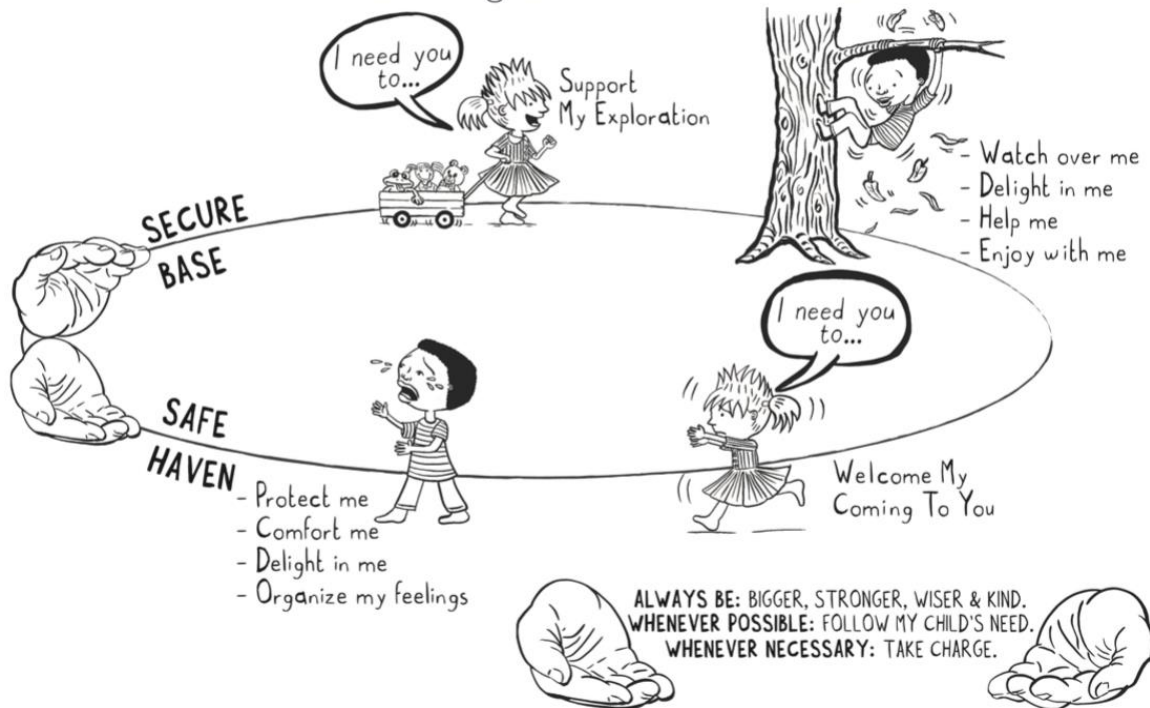 I need you
to...
Support
My Exploration
- Watch over me
- Delight in me
- Help me
- Enjoy with me
SECURE
BASE
I need you
to...
Welcome My
Coming To You
SAFE
HAVEN
- Protect me
- Comfort me
- Delight in me
- Organize my feelings
ALWAYS BE: BIGGER, STRONGER, WISER & KIND.
WHENEVER POSSIBLE: FOLLOW MY CHILD'S NEED.
WHENEVER NECESSARY: TAKE CHARGE.